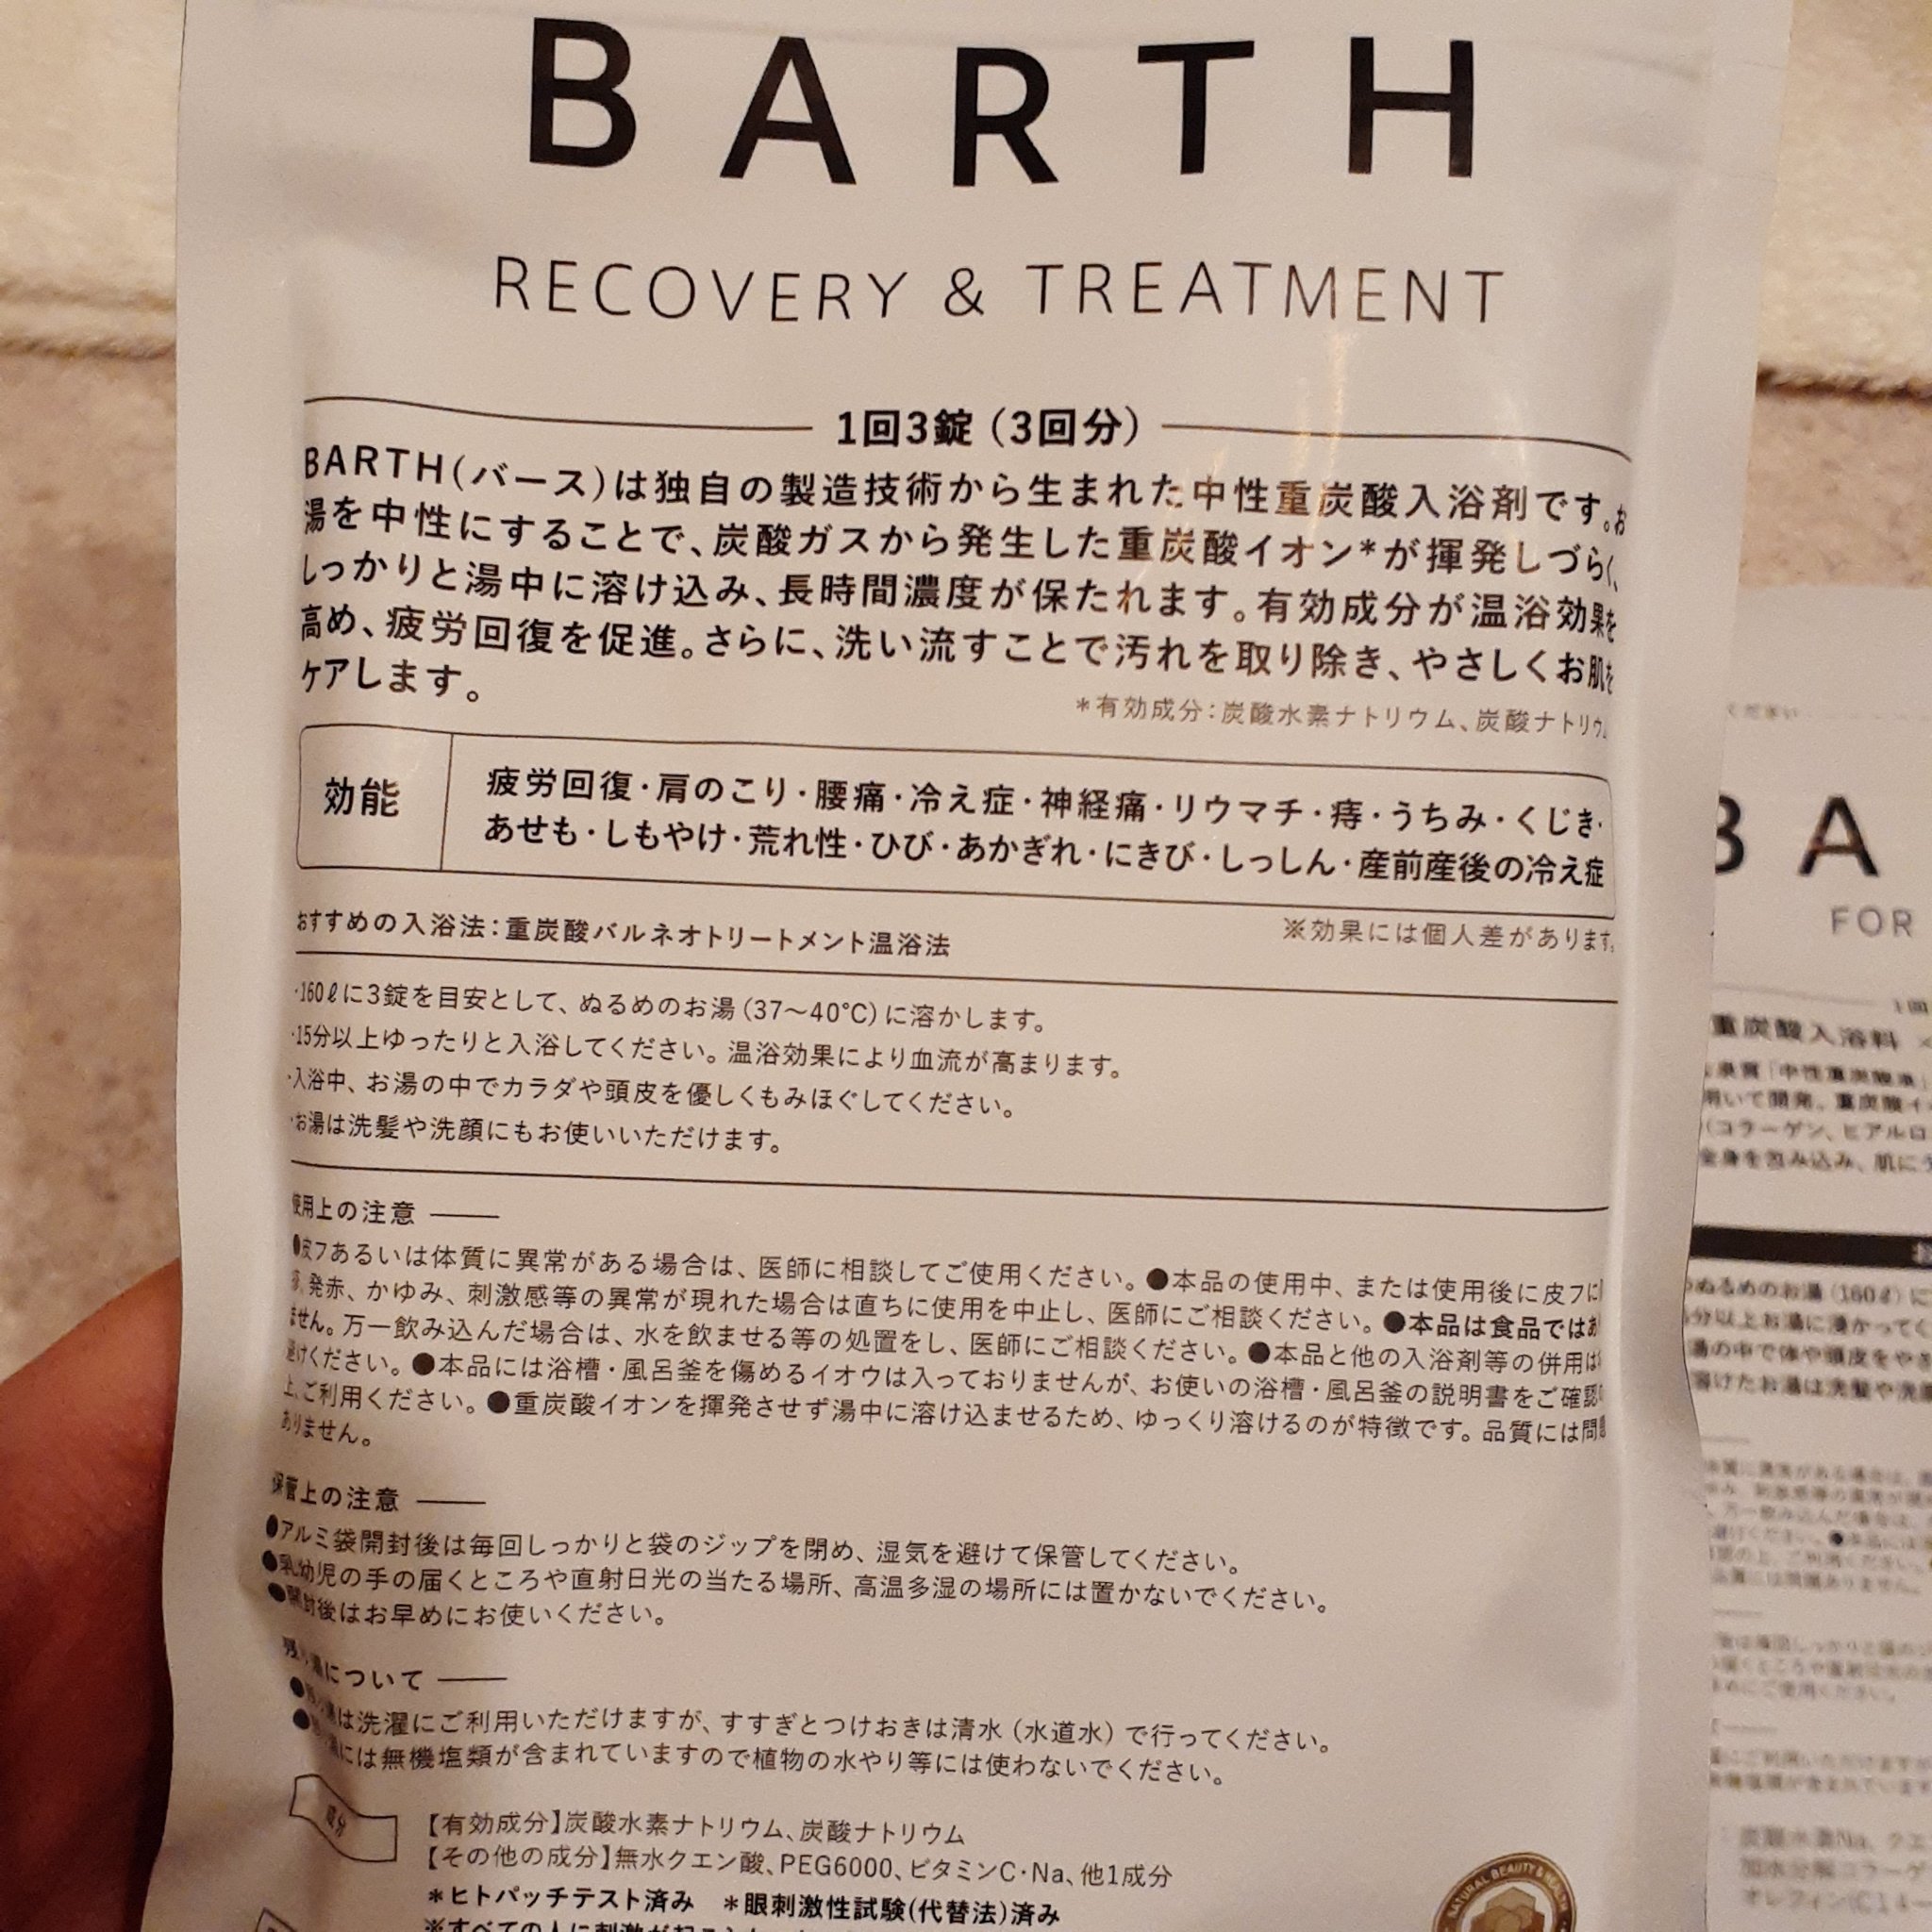 BARTH
RECOVERY & TREATMENT
1回3錠（3回分）
BARTH(バース)は独自の製造技術から生まれた中性重炭酸入浴剤です。お
湯を中性にすることで、炭酸ガスから発生した重炭酸イオン*が揮発しづらく、
しっかりと湯中に溶け込み、長時間濃度が保たれます。有効成分が温浴効果を
高め、疲労回復を促進。さらに、洗い流すことで汚れを取り除き、やさしくお肌を
ケアします。
*有効成分：炭酸水素ナトリウム、炭酸ナトリウ
効能
疲労回復・肩のこり・腰痛・冷え症・神経痛・リウマチ・痔・うちみ・くじき・
あせも・しもやけ・荒れ性・ひび・あかぎれ・にきび・しっしん・産前産後の冷え症
※効果には個人差があります。
おすすめの入浴法：重炭酸バルネオトリートメント温浴法
・160ℓに3錠を目安として、ぬるめのお湯（37〜40℃）に溶かします。
・15分以上ゆったりと入浴してください。温浴効果により血流が高まります。
・入浴中、お湯の中でカラダや頭皮を優しくもみほぐしてください。
・お湯は洗髪や洗顔にもお使いいただけます。
使用上の注意
●皮フあるいは体質に異常がある場合は、医師に相談してご使用ください。●本品の使用中、または使用後に皮フに
発赤、かゆみ、刺激感等の異常が現れた場合は直ちに使用を中止し、医師にご相談ください。●本品は食品ではあ
ません。万一飲み込んだ場合は、水を飲ませる等の処置をし、医師にご相談ください。●本品と他の入浴剤等の併用は
避けください。●本品には浴槽・風呂釜を傷めるイオウは入っておりませんが、お使いの浴槽・風呂釜の説明書をご確認の
上、ご利用ください。●重炭酸イオンを揮発させず湯中に溶け込ませるため、ゆっくり溶けるのが特徴です。品質には問題
ありません。
保管上の注意
●アルミ袋開封後は毎回しっかりと袋のジップを閉め、湿気を避けて保管してください。
●乳幼児の手の届くところや直射日光の当たる場所、高温多湿の場所には置かないでください。
●開封後はお早めにお使いください。
残り湯について
●残り湯は洗濯にご利用いただけますが、すすぎとつけおきは清水（水道水）で行ってください。
●残り湯には無機塩類が含まれていますので植物の水やり等には使わないでください。
成分
【有効成分】炭酸水素ナトリウム、炭酸ナトリウム
【その他の成分】無水クエン酸、PEG6000、ビタミンC・Na、他1成分
*ヒトパッチテスト済み *眼刺激性試験(代替法)済み
NATURAL BEAUTY & HEALTH
BA
FOR
1回
重炭酸入浴料 ×